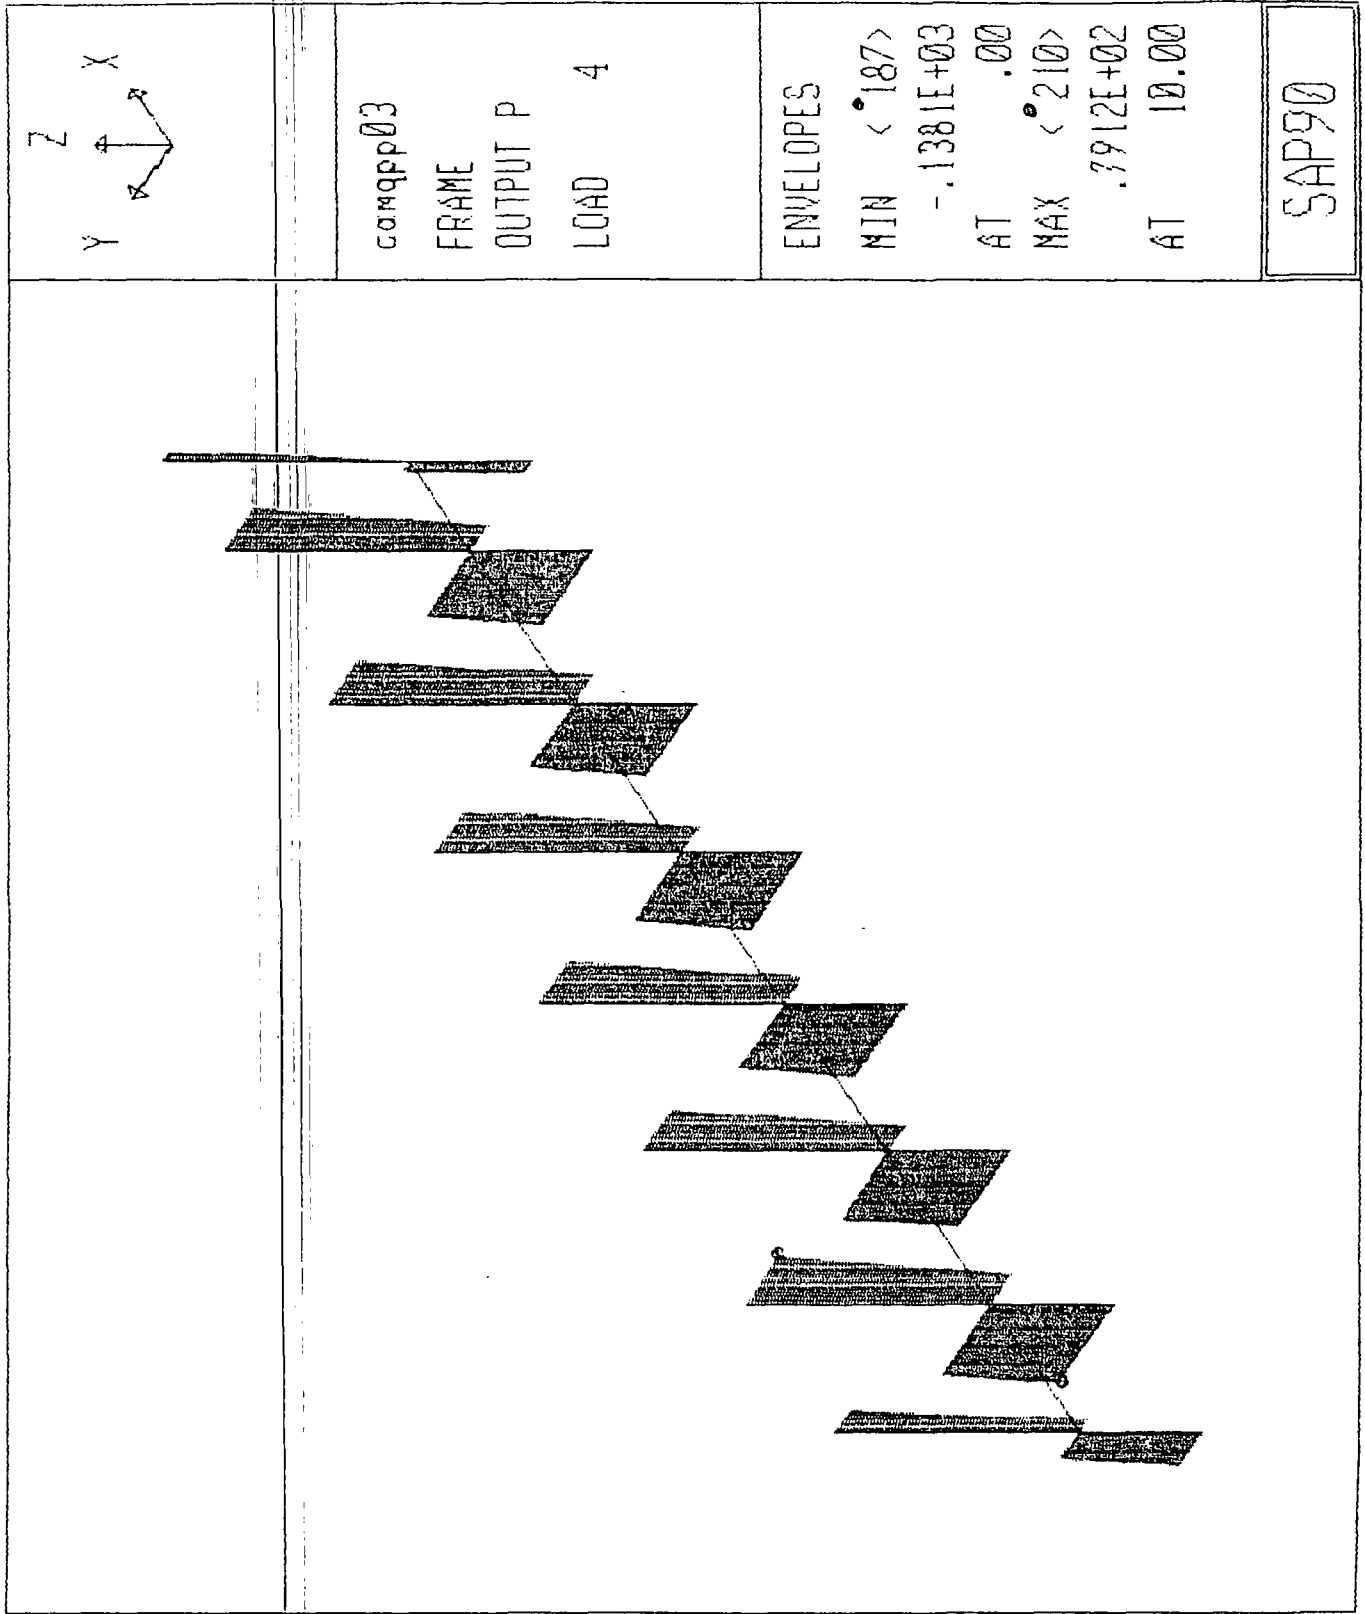 Z
Y X
camqpp03
FRAME
OUTPUT P
LOAD 4
ENVELOPES
MIN < 187>
-.1381E+03
AT .00
MAX < 210>
.3912E+02
AT 10.00
SAP90